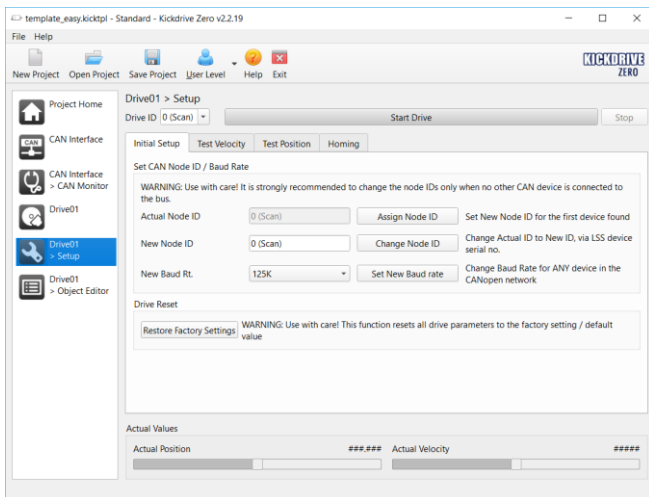 template_easy.kicktpl - Standard - Kickdrive Zero v2.2.19
File Help
New Project Open Project Save Project User Level Help Exit
KICKDRIVE
ZERO
Project Home
CAN Interface
CAN Interface
> CAN Monitor
Drive01
Drive01
> Setup
Drive01
> Object Editor
Drive01 > Setup
Drive ID 0 (Scan) Start Drive Stop
Initial Setup Test Velocity Test Position Homing
Set CAN Node ID / Baud Rate
WARNING: Use with care! It is strongly recommended to change the node IDs only when no other CAN device is connected to
the bus.
Actual Node ID 0 (Scan) Assign Node ID Set New Node ID for the first device found
New Node ID 0 (Scan) Change Node ID Change Actual ID to New ID, via LSS device
serial no.
New Baud Rt. 125K Set New Baud rate Change Baud Rate for ANY device in the
CANopen network
Drive Reset
Restore Factory Settings WARNING: Use with care! This function resets all drive parameters to the factory setting / default
value
Actual Values
Actual Position ###.### Actual Velocity #####
CAN